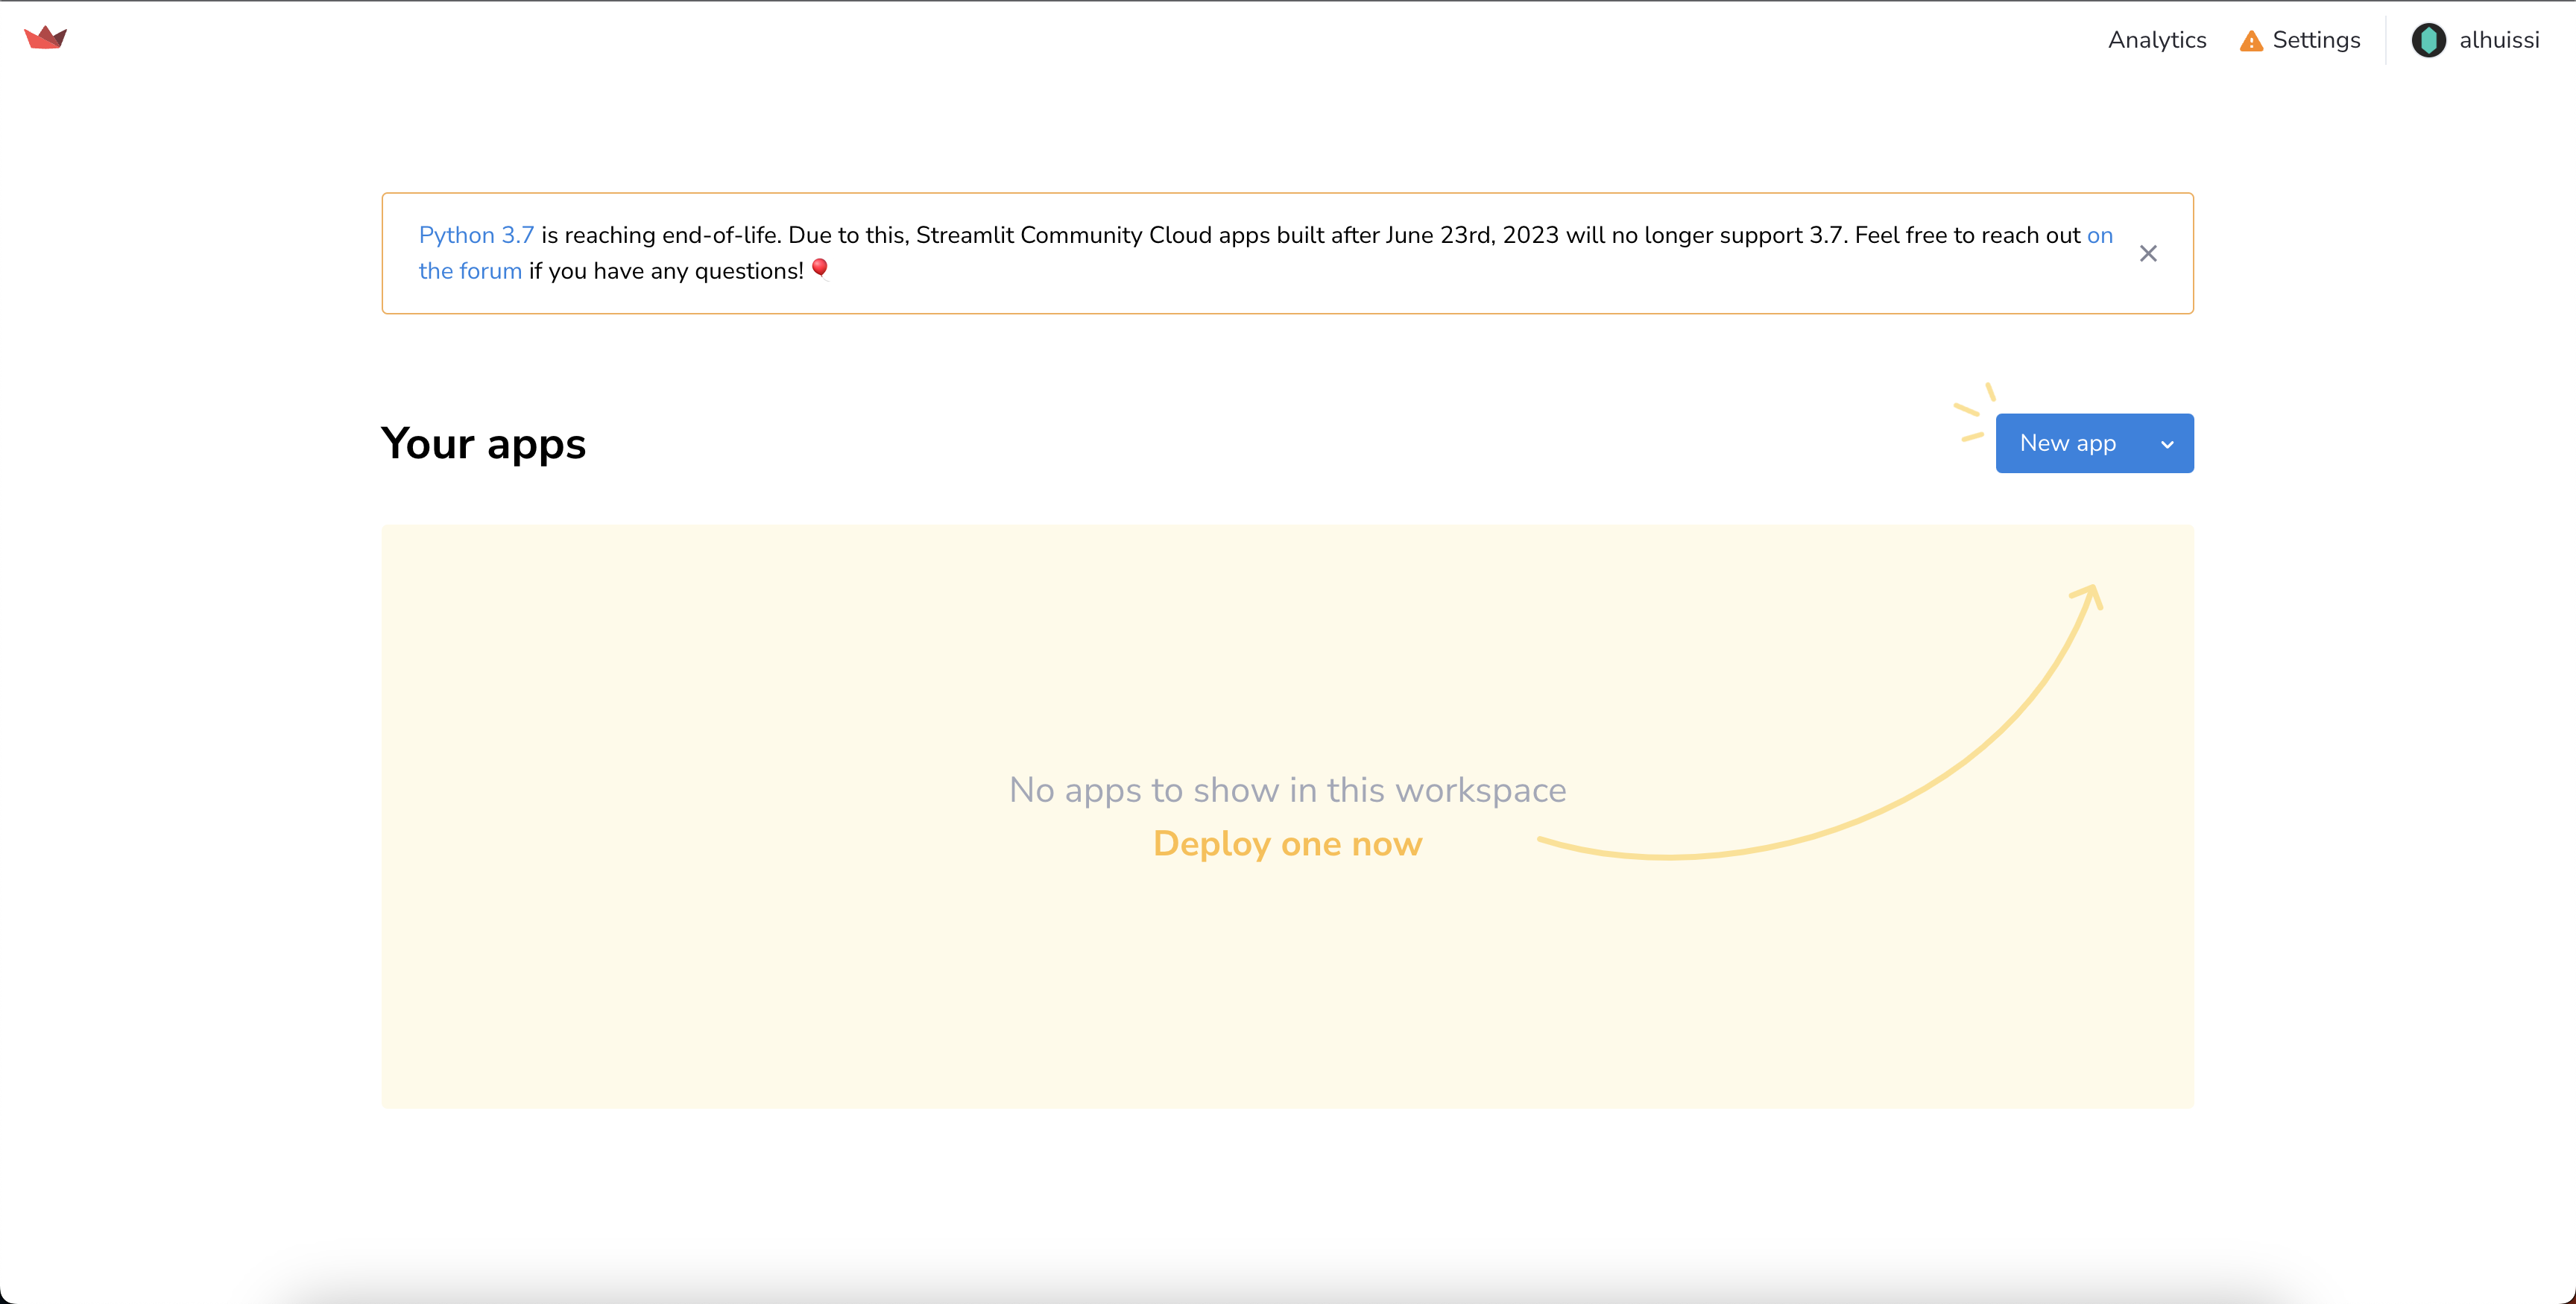 Analytics
Settings
alhuissi
Python 3.7 is reaching end-of-life. Due to this, Streamlit Community Cloud apps built after June 23rd, 2023 will no longer support 3.7. Feel free to reach out on
the forum if you have any questions! 🎈
Your apps
New app
No apps to show in this workspace
Deploy one now